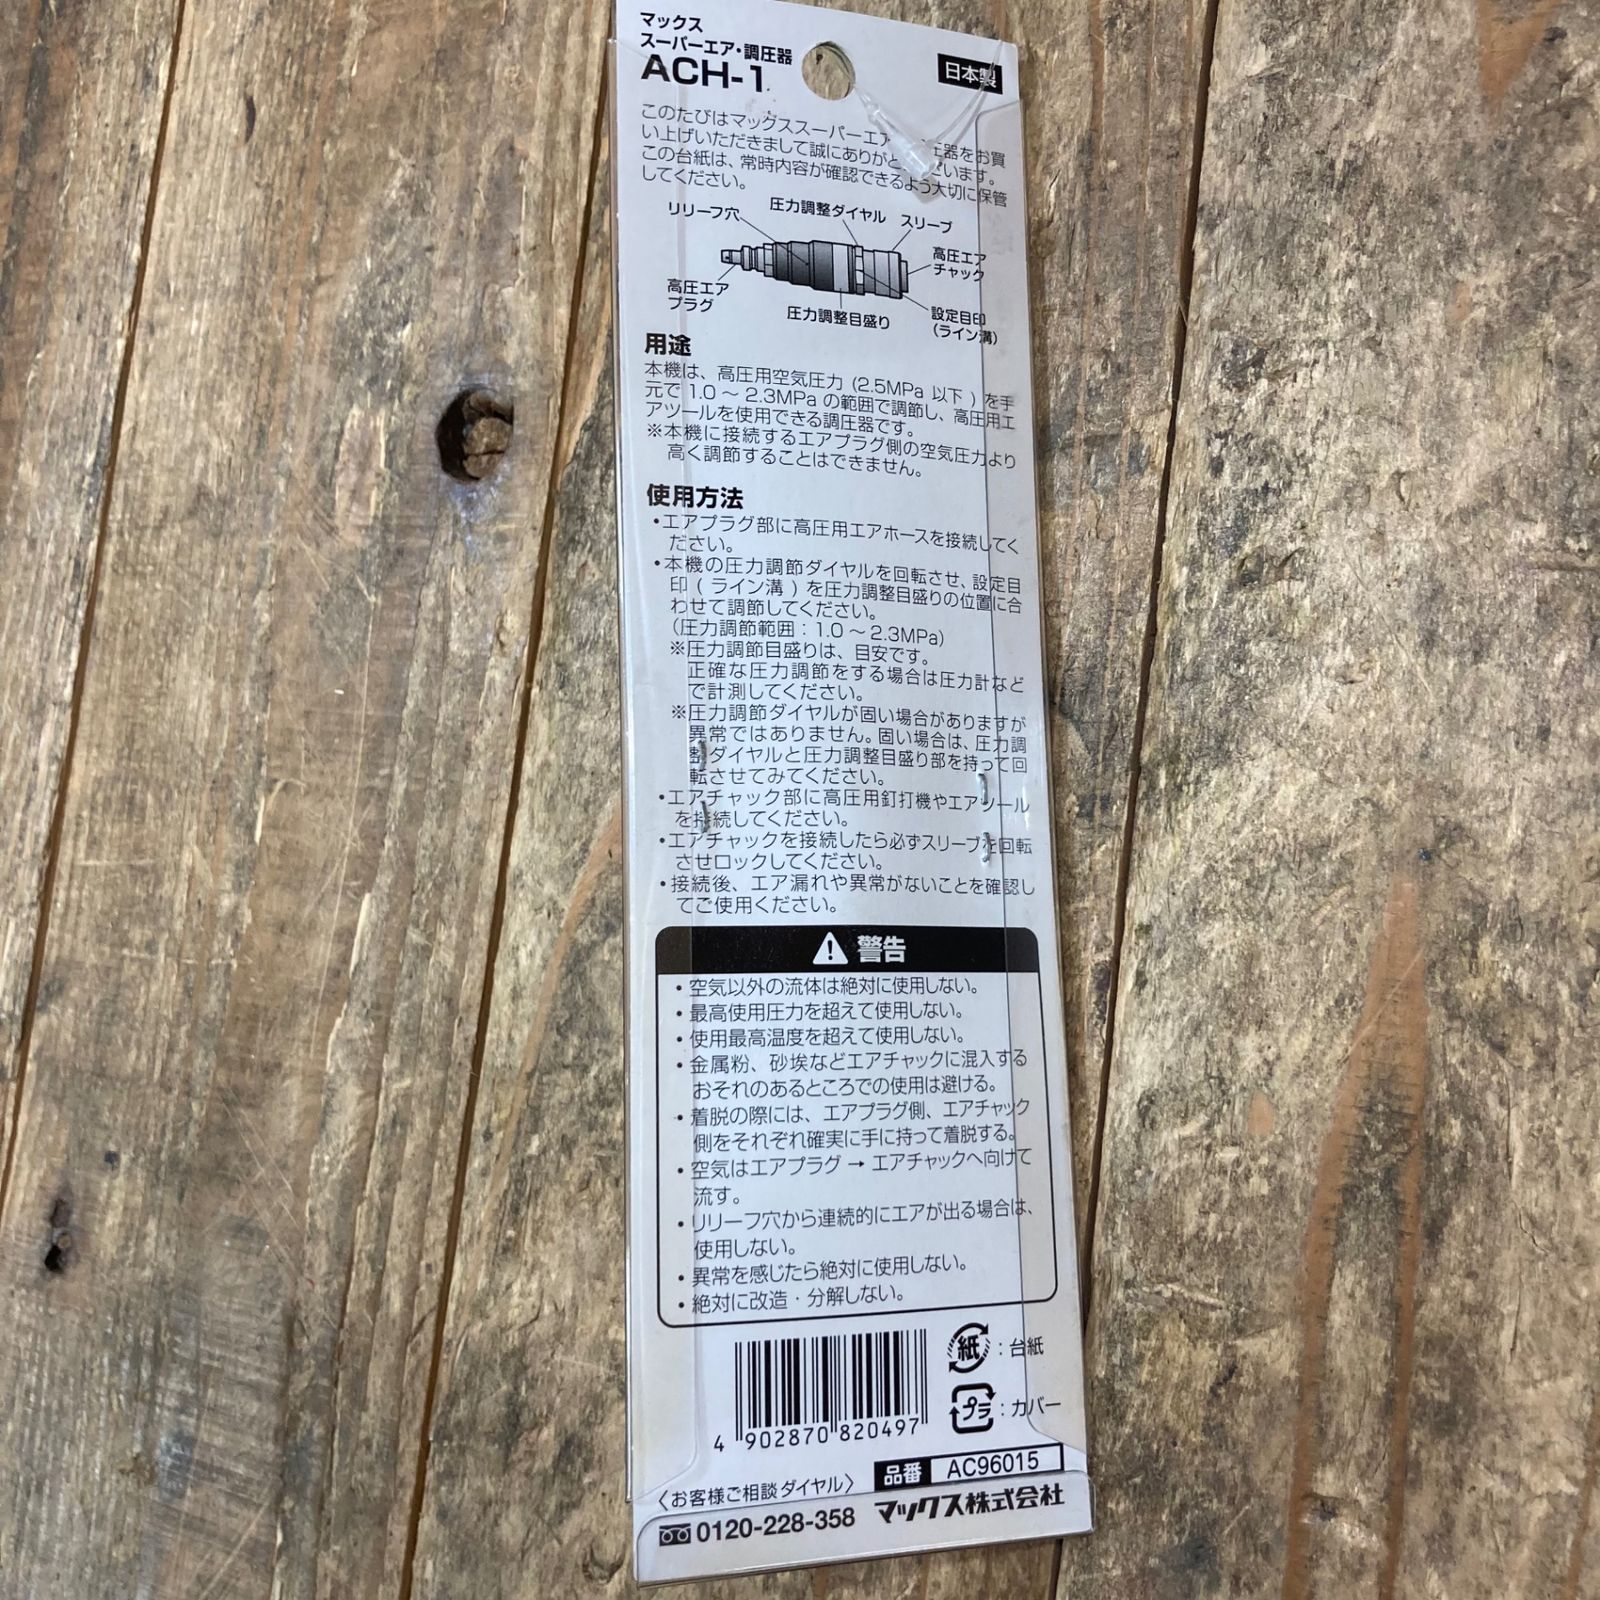 マックス
スーパーエア・調圧器
ACH-1
日本製
このたびはマックススーパーエア 圧器をお買
い上げいただきまして誠にありがとございます。
この台紙は、常時内容が確認できるよう大切に保管
してください。
リリーフ穴
圧力調整ダイヤル
スリーブ
高圧エア
チャック
高圧エア
プラグ
圧力調整目盛り
設定目印
(ライン溝)
用途
本機は、高圧用空気圧力 (2.5MPa 以下 ) を手
元で 1.0 ～ 2.3MPa の範囲で調節し、高圧用エ
アツールを使用できる調圧器です。
※本機に接続するエアプラグ側の空気圧力より
高く調節することはできません。
使用方法
・エアプラグ部に高圧用エアホースを接続してく
ださい。
・本機の圧力調節ダイヤルを回転させ、設定目
印 ( ライン溝 ) を圧力調整目盛りの位置に合
わせて調節してください。
（圧力調節範囲：1.0 ～ 2.3MPa）
※圧力調節目盛りは、目安です。
正確な圧力調節をする場合は圧力計など
で計測してください。
※圧力調節ダイヤルが固い場合がありますが
異常ではありません。固い場合は、圧力調
整ダイヤルと圧力調整目盛り部を持って回
転させてみてください。
・エアチャック部に高圧用釘打機やエアツール
を接続してください。
・エアチャックを接続したら必ずスリーブを回転
させロックしてください。
・接続後、エア漏れや異常がないことを確認し
てご使用ください。
警告
・空気以外の流体は絶対に使用しない。
・最高使用圧力を超えて使用しない。
・使用最高温度を超えて使用しない。
・金属粉、砂埃などエアチャックに混入する
おそれのあるところでの使用は避ける。
・着脱の際には、エアプラグ側、エアチャック
側をそれぞれ確実に手に持って着脱する。
・空気はエアプラグ → エアチャックへ向けて
流す。
・リリーフ穴から連続的にエアが出る場合は、
使用しない。
・異常を感じたら絶対に使用しない。
・絶対に改造・分解しない。
紙：台紙
プラ：カバー
4 902870 820497
品番 AC96015
〈お客様ご相談ダイヤル〉
0120-228-358
マックス株式会社